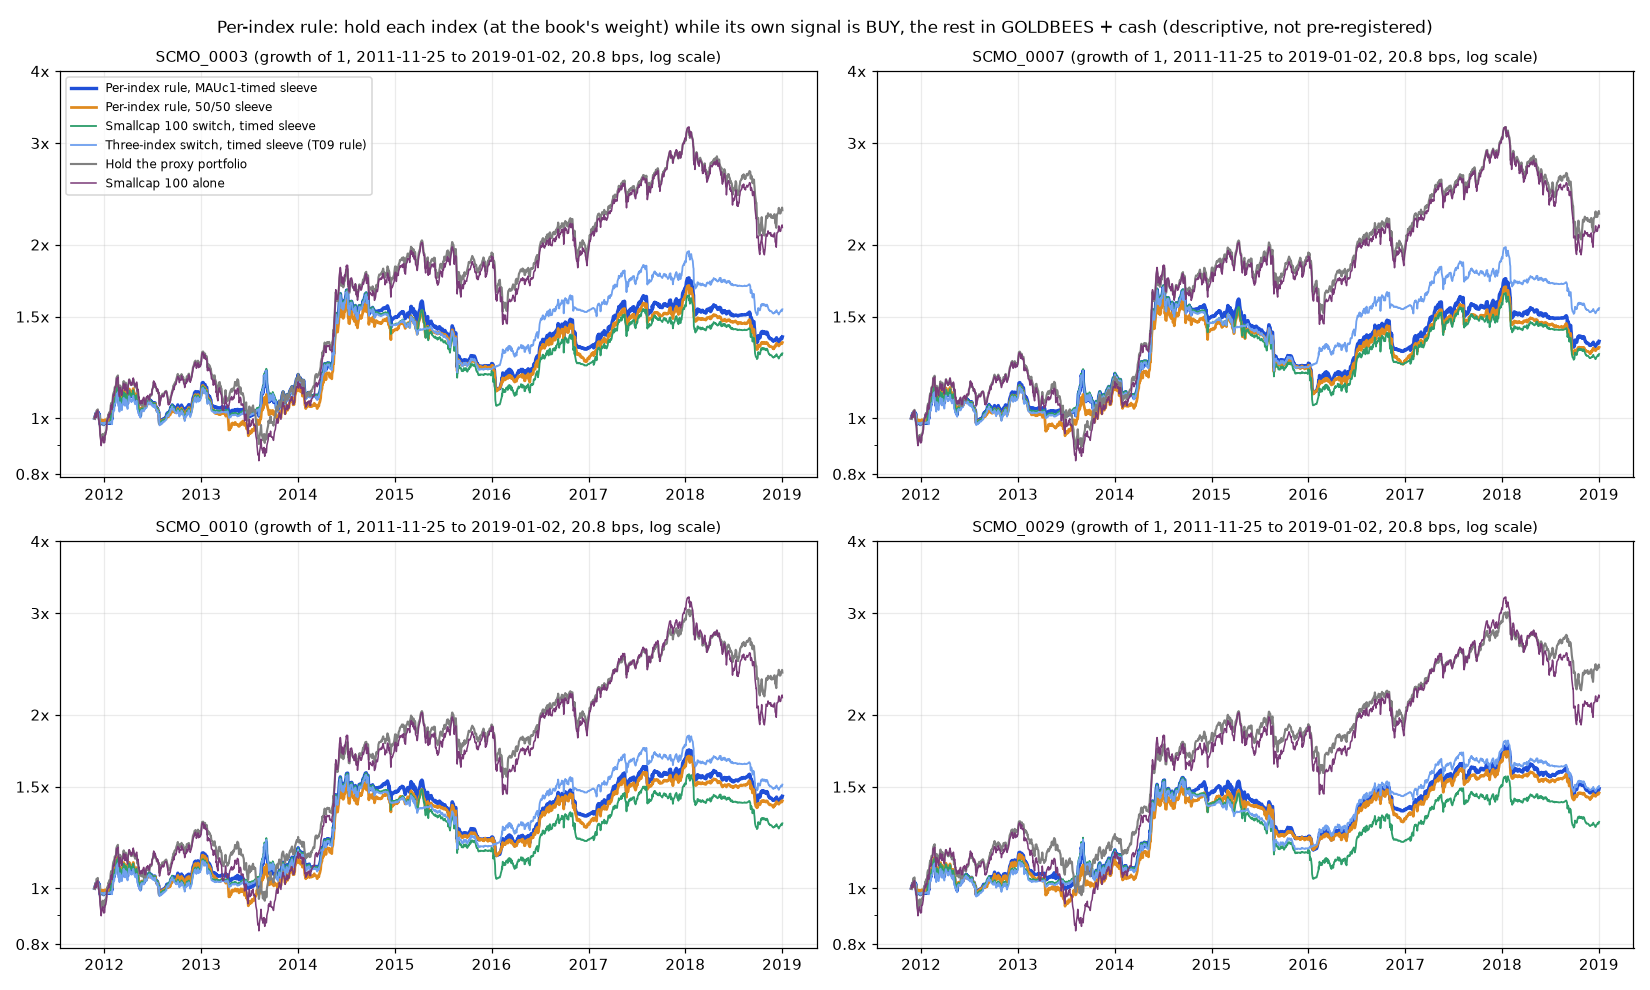 Per-index rule: hold each index (at the book's weight) while its own signal is BUY, the rest in GOLDBEES + cash (descriptive, not pre-registered)
SCMO_0003 (growth of 1, 2011-11-25 to 2019-01-02, 20.8 bps, log scale)
4x
3x
2x
1.5x
1x
0.8x
Per-index rule, MAUc1-timed sleeve
Per-index rule, 50/50 sleeve
Smallcap 100 switch, timed sleeve
Three-index switch, timed sleeve (T09 rule)
Hold the proxy portfolio
Smallcap 100 alone
2012 2013 2014 2015 2016 2017 2018 2019
SCMO_0007 (growth of 1, 2011-11-25 to 2019-01-02, 20.8 bps, log scale)
4x
3x
2x
1.5x
1x
0.8x
2012 2013 2014 2015 2016 2017 2018 2019
SCMO_0010 (growth of 1, 2011-11-25 to 2019-01-02, 20.8 bps, log scale)
4x
3x
2x
1.5x
1x
0.8x
2012 2013 2014 2015 2016 2017 2018 2019
SCMO_0029 (growth of 1, 2011-11-25 to 2019-01-02, 20.8 bps, log scale)
4x
3x
2x
1.5x
1x
0.8x
2012 2013 2014 2015 2016 2017 2018 2019